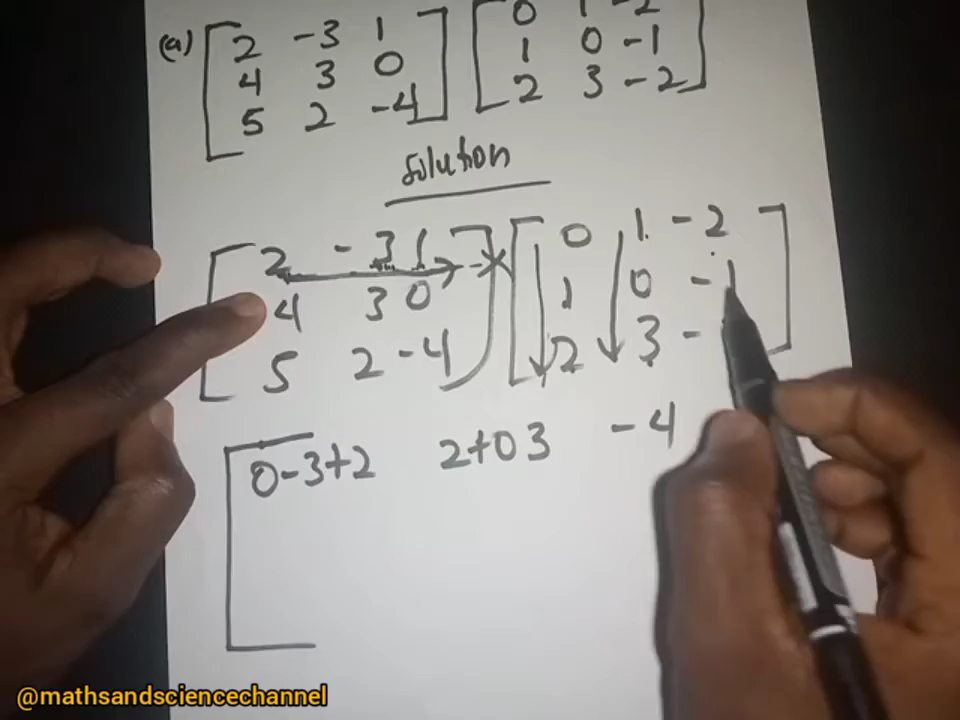 (a) [ 2 -3 1 ] [ 0 1 -2 ]
[ 4 3 0 ] [ 1 0 -1 ]
[ 5 2 -4 ] [ 2 3 -2 ]
Solution
[ 2 -3 1 ] × [ 0 1 -2 ]
[ 4 3 0 ] [ 1 0 -1 ]
[ 5 2 -4 ] [ 2 3 - ]
[ 0-3+2 2+0 3 -4
@mathsandsciencechannel